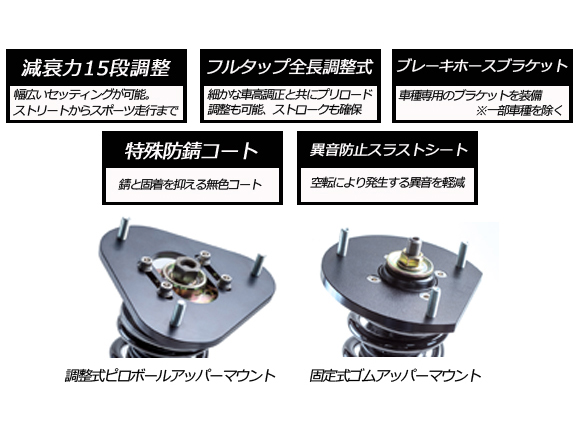 減衰力15段調整
幅広いセッティングが可能。
ストリートからスポーツ走行まで
フルタップ全長調整式
細かな車高調正と共にプリロード
調整も可能、ストロークも確保
ブレーキホースブラケット
車種専用のブラケットを装備
※一部車種を除く
特殊防錆コート
錆と固着を抑える無色コート
異音防止スラストシート
空転により発生する異音を軽減
調整式ピロボールアッパーマウント
固定式ゴムアッパーマウント